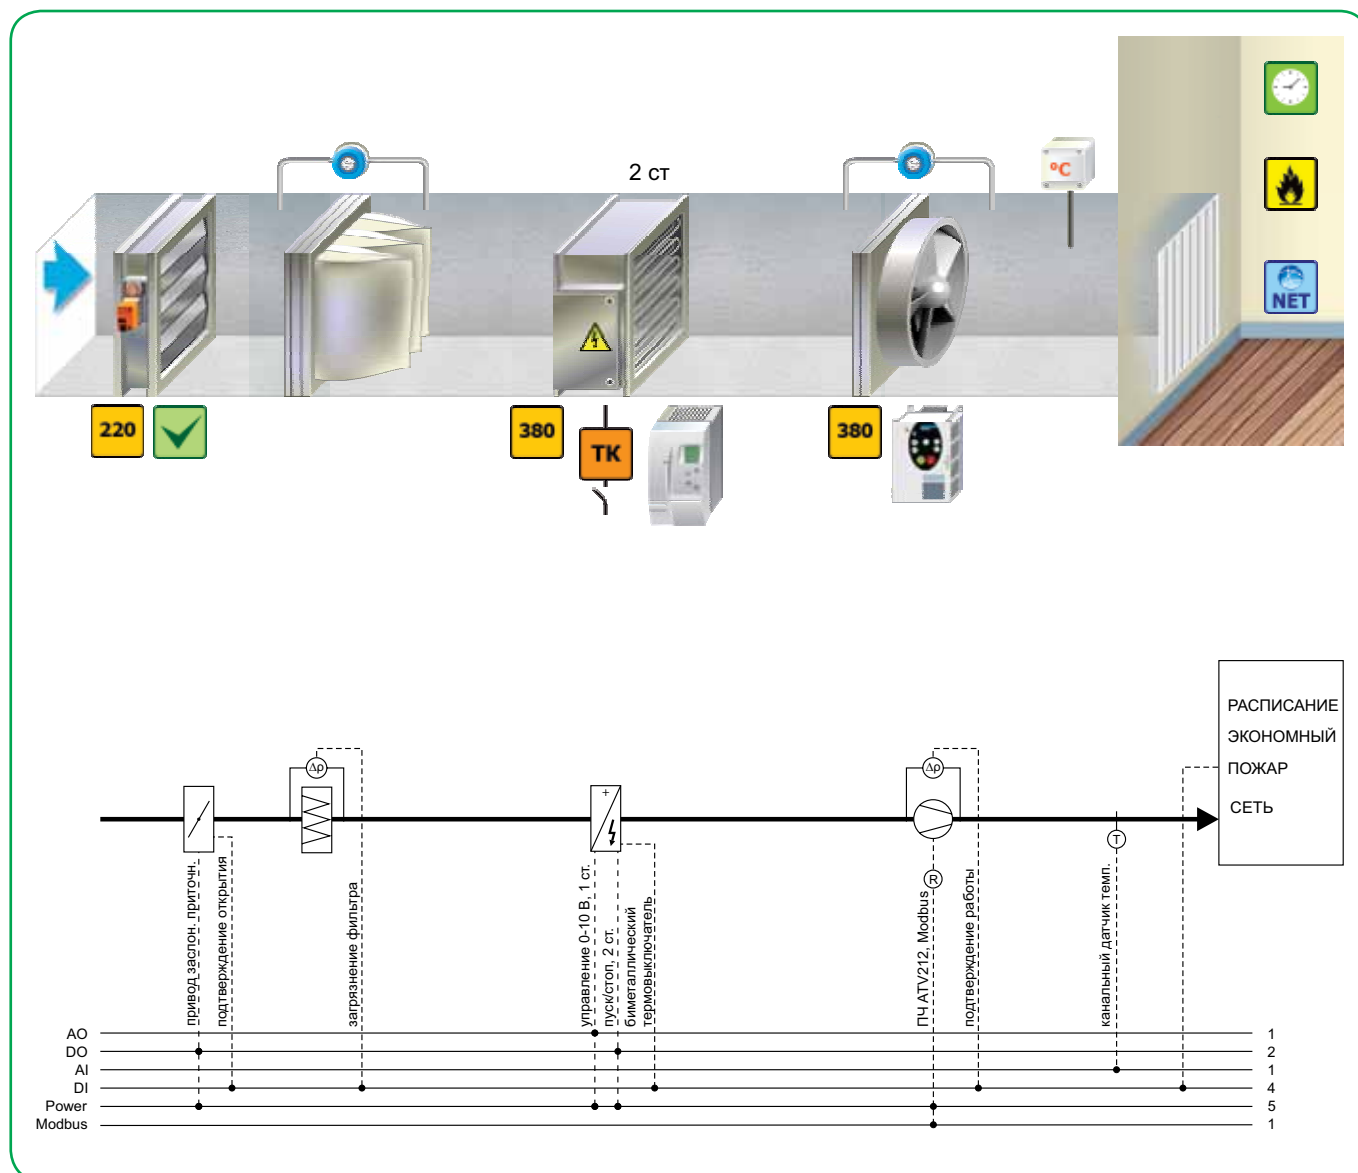 2 ст
°C
NET
220
380
ТК
380
РАСПИСАНИЕ
ЭКОНОМНЫЙ
ПОЖАР
СЕТЬ
Δρ
Δρ
+
T
R
привод заслон. приточн.
подтверждение открытия
загрязнение фильтра
управление 0-10 В, 1 ст.
пуск/стоп, 2 ст.
биметаллический
термовыключатель
ПЧ ATV212, Modbus
подтверждение работы
канальный датчик темп.
AO 1
DO 2
AI 1
DI 4
Power 5
Modbus 1